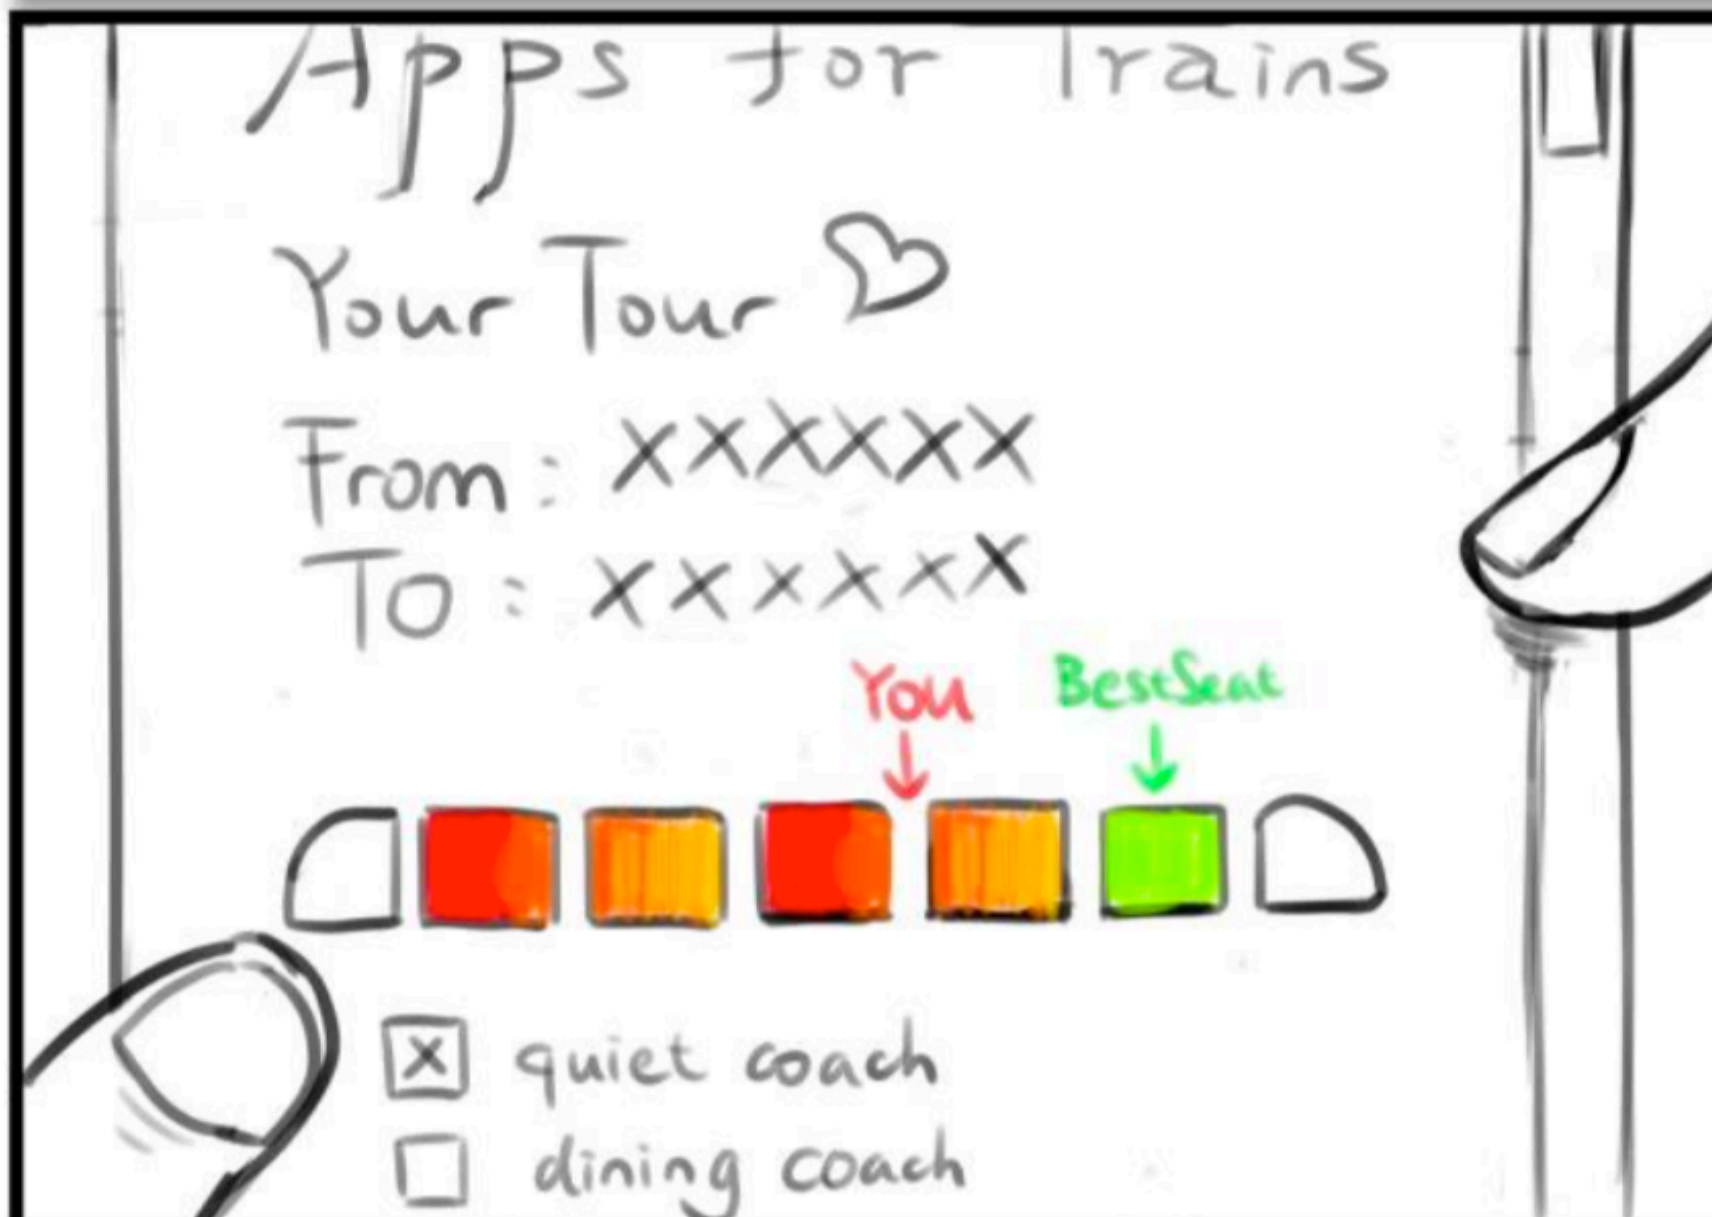 Apps for Trains
Your Tour
From: xxxxxx
To: xxxxxx
You
BestSeat
x quiet coach
dining coach